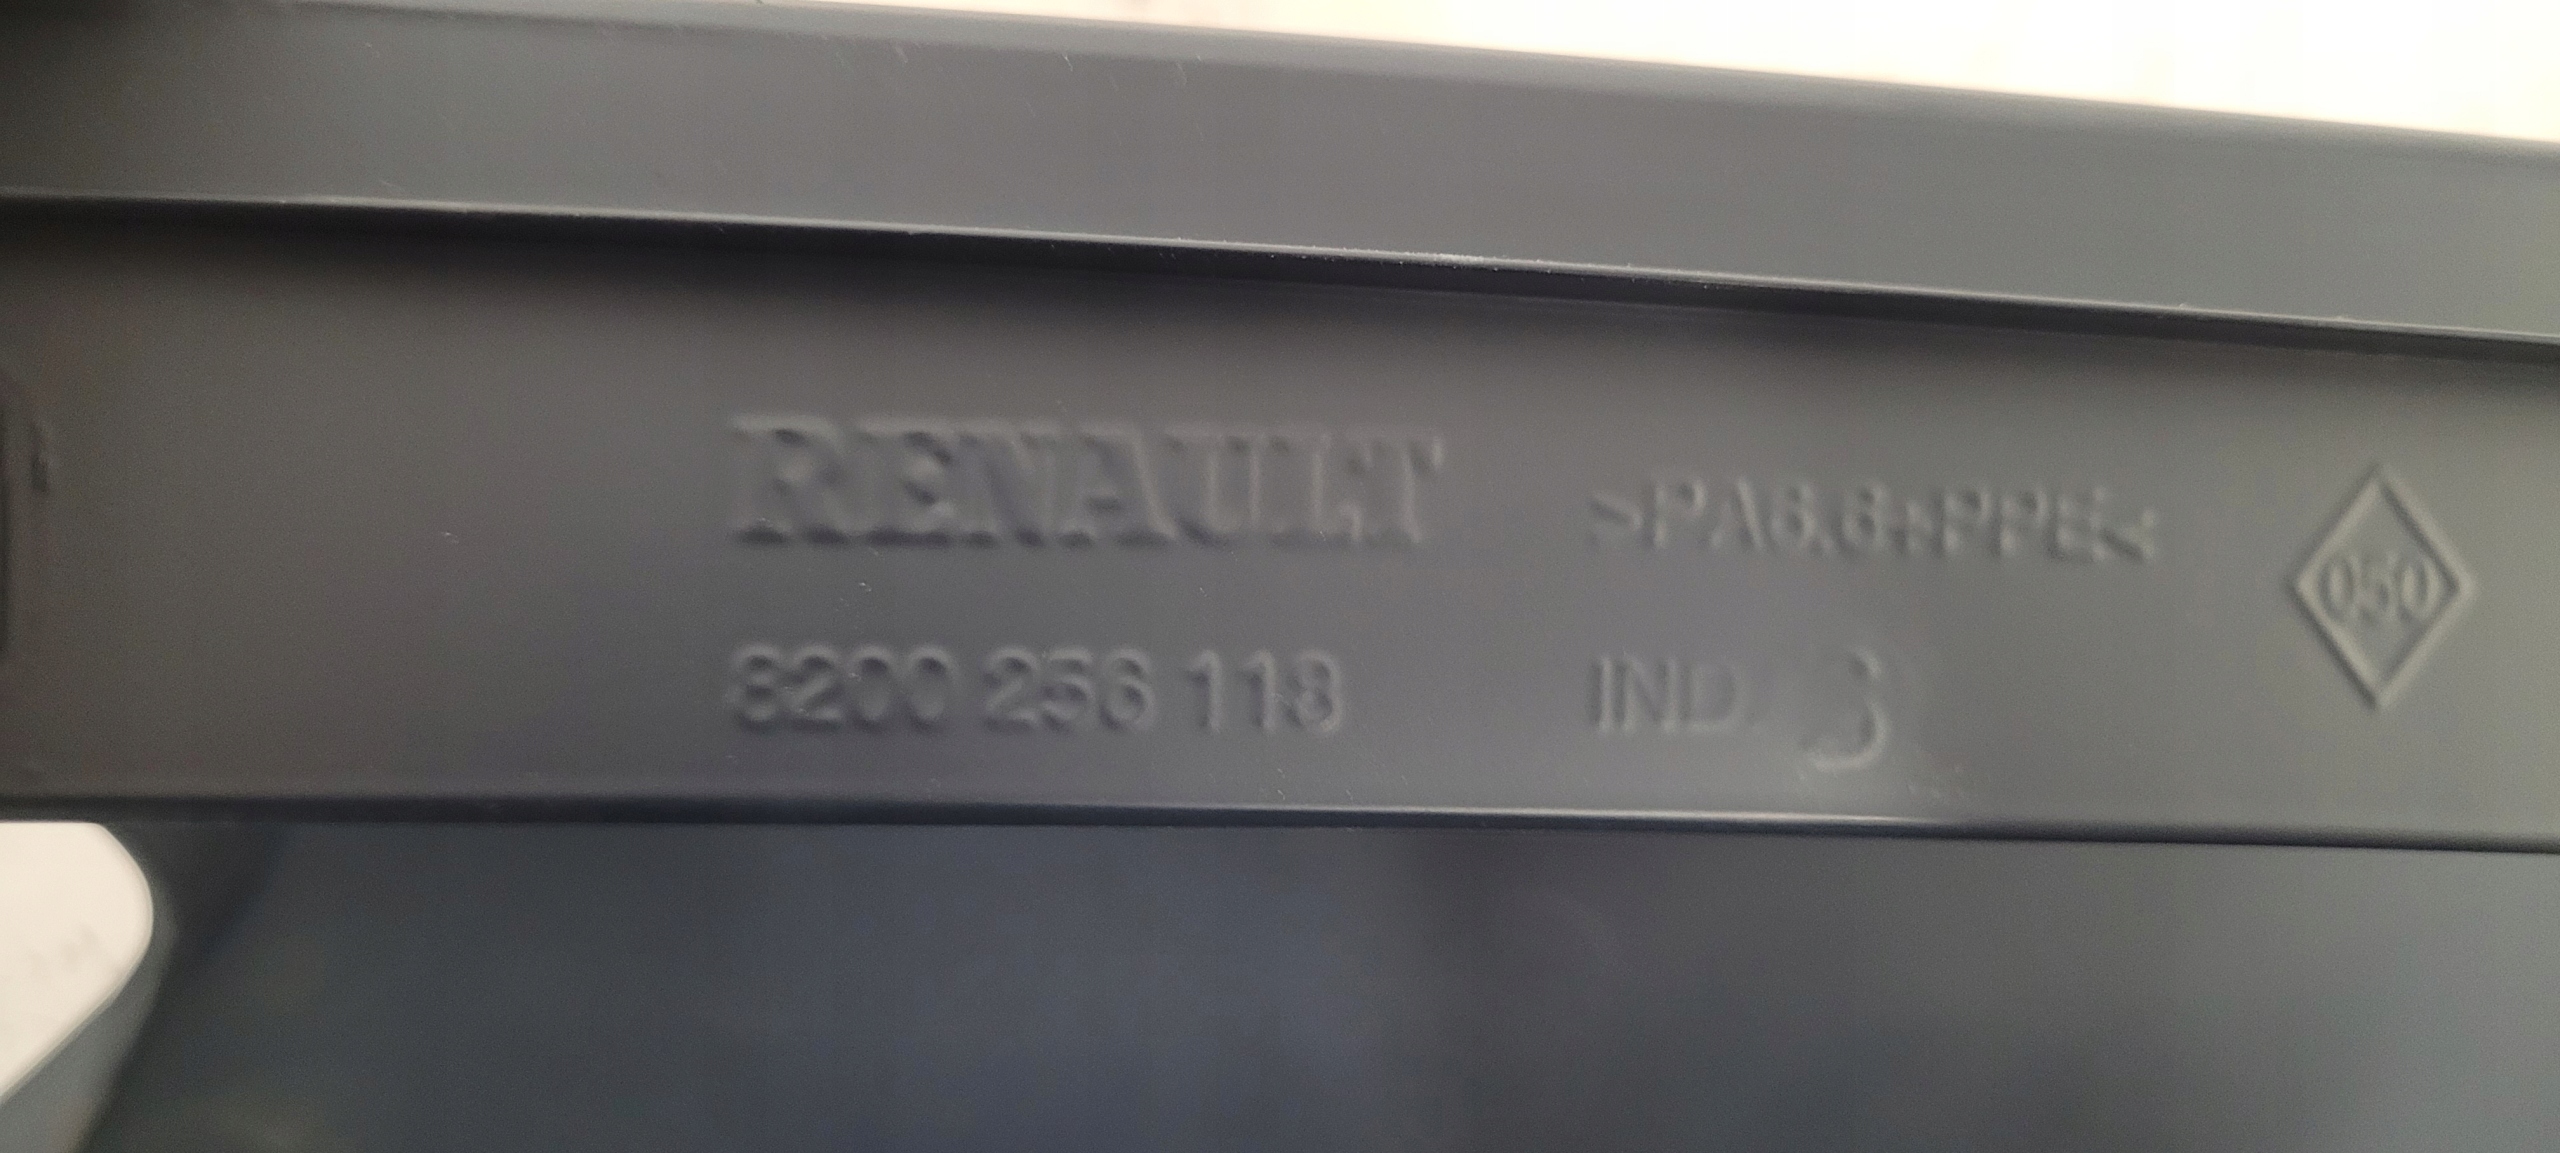 RENAULT
>PA6.6+PPE<
050
8200 256 118
IND. 3